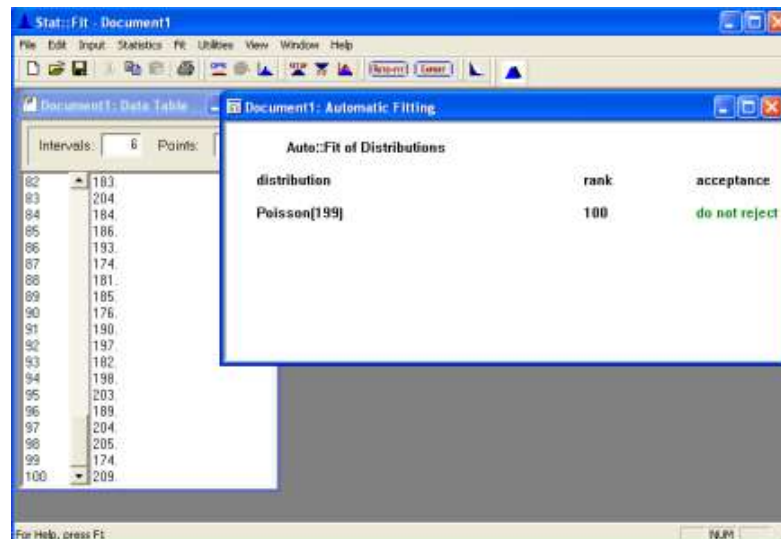 Stat::Fit - Document1
File Edit Input Statistics Fit Utilities View Window Help
Document1: Data Table
Intervals: 6 Points:
82 183.
83 204
84 184.
85 186.
86 193.
87 174.
88 181.
89 185.
90 176.
91 190.
92 197.
93 182.
94 198.
95 203
96 189.
97 204
98 205.
99 174.
100 209.
Document1: Automatic Fitting
Auto::Fit of Distributions
distribution rank acceptance
Poisson(199) 100 do not reject
For Help, press F1
NUM